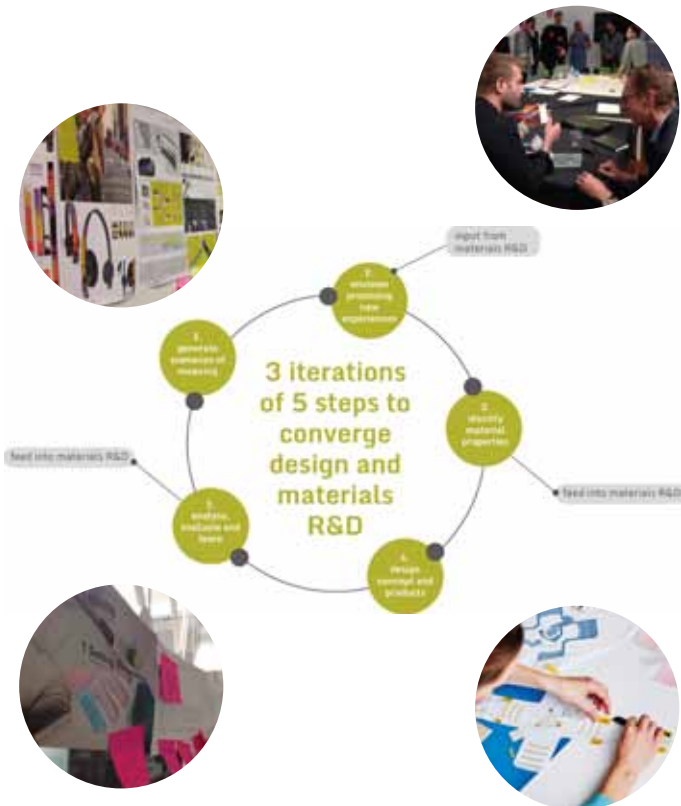 input from
materials R&D
2.
envision
promising
new
experiences
1.
generate
scenarios of
meaning
3 iterations
of 5 steps to
converge
design and
materials
R&D
3.
identify
material
properties
feed into materials R&D
feed into materials R&D
5.
analyze,
evaluate and
learn
4.
design
concept and
products